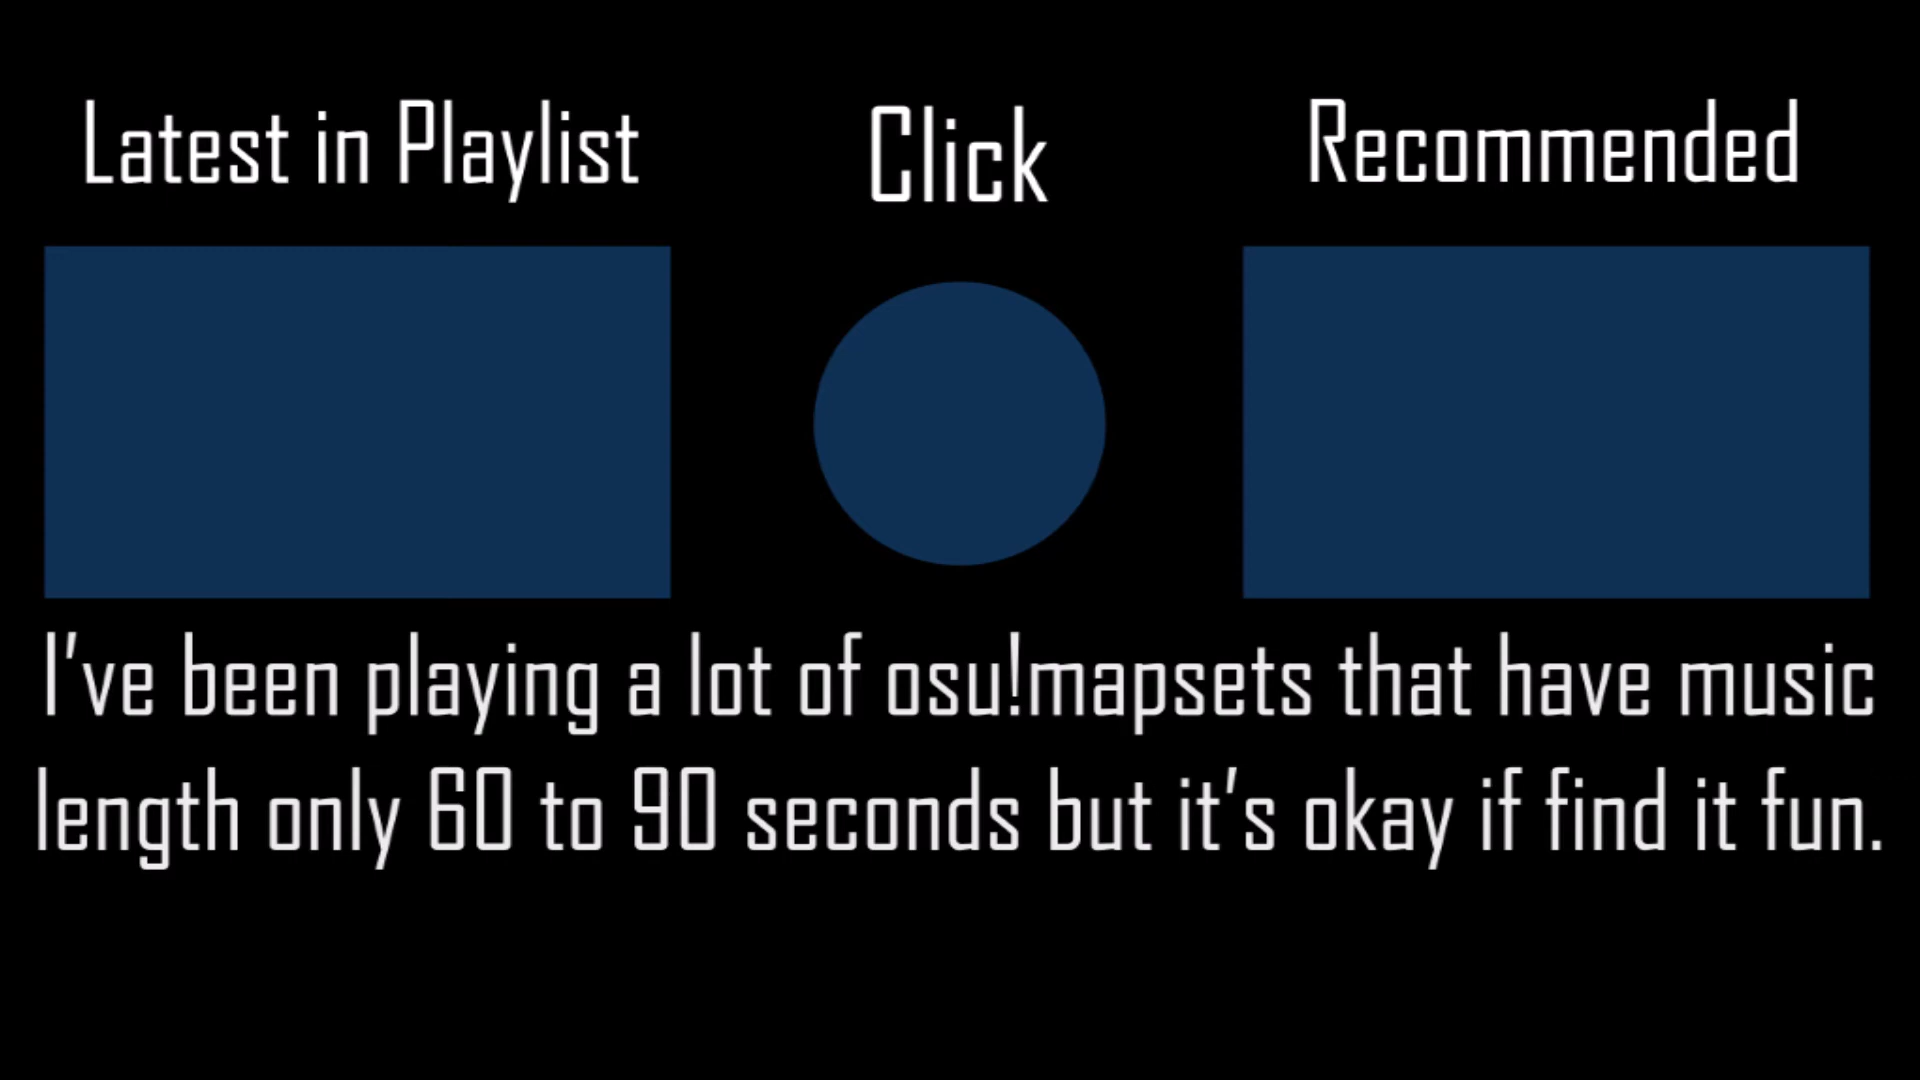 Latest in Playlist
Click
Recommended
I've been playing a lot of osu!mapsets that have music
length only 60 to 90 seconds but it's okay if find it fun.